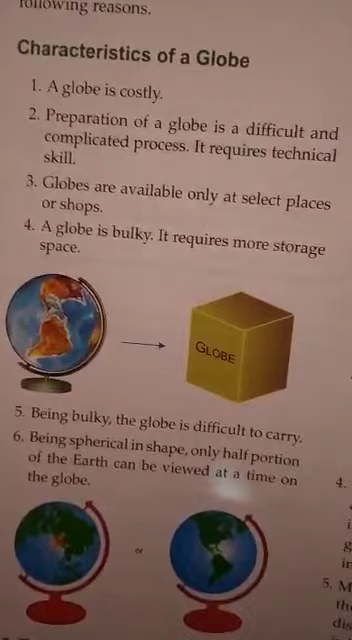 following reasons.
Characteristics of a Globe
1. A globe is costly.
2. Preparation of a globe is a difficult and
complicated process. It requires technical
skill.
3. Globes are available only at select places
or shops.
4. A globe is bulky. It requires more storage
space.
GLOBE
5. Being bulky, the globe is difficult to carry.
6. Being spherical in shape, only half portion
of the Earth can be viewed at a time on
the globe.
or
4.
5. M
the
dis